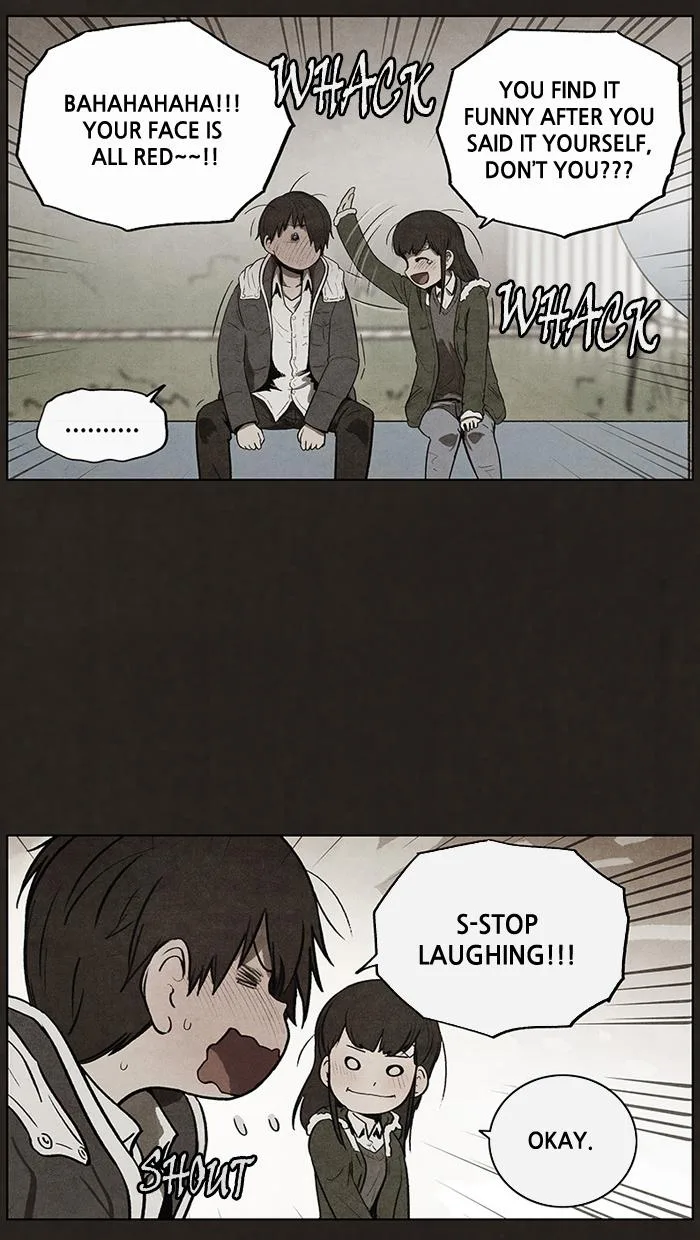 BAHAHAHAHA!!!
YOUR FACE IS
ALL RED~~!!
WHACK
YOU FIND IT
FUNNY AFTER YOU
SAID IT YOURSELF,
DON'T YOU???
WHACK
..........
S-STOP
LAUGHING!!!
OKAY.
SHOUT